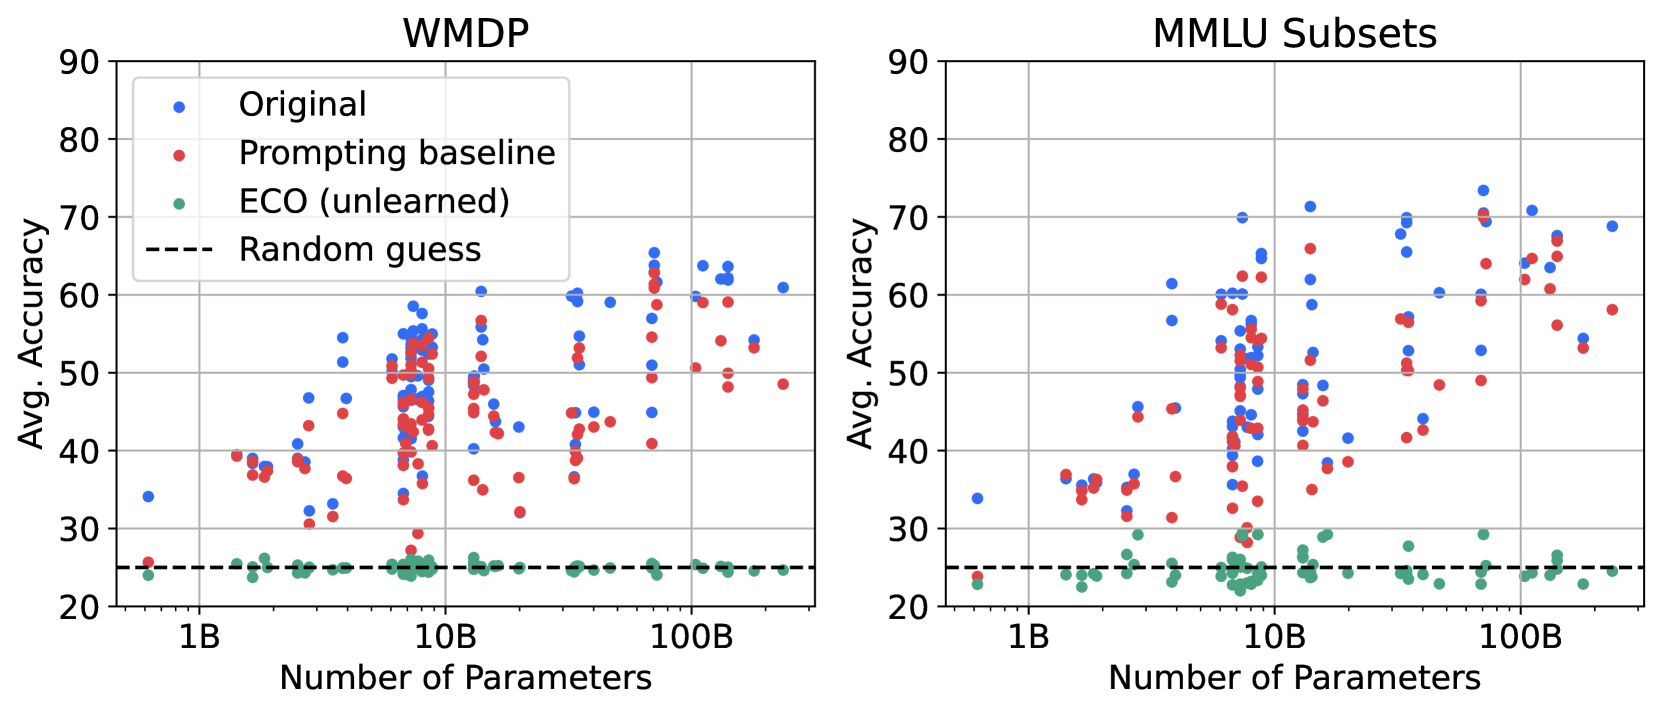 WMDP
90
80
70
60
50
40
30
20
Avg. Accuracy
Original
Prompting baseline
ECO (unlearned)
Random guess
1B
10B
100B
Number of Parameters
MMLU Subsets
90
80
70
60
50
40
30
20
Avg. Accuracy
1B
10B
100B
Number of Parameters